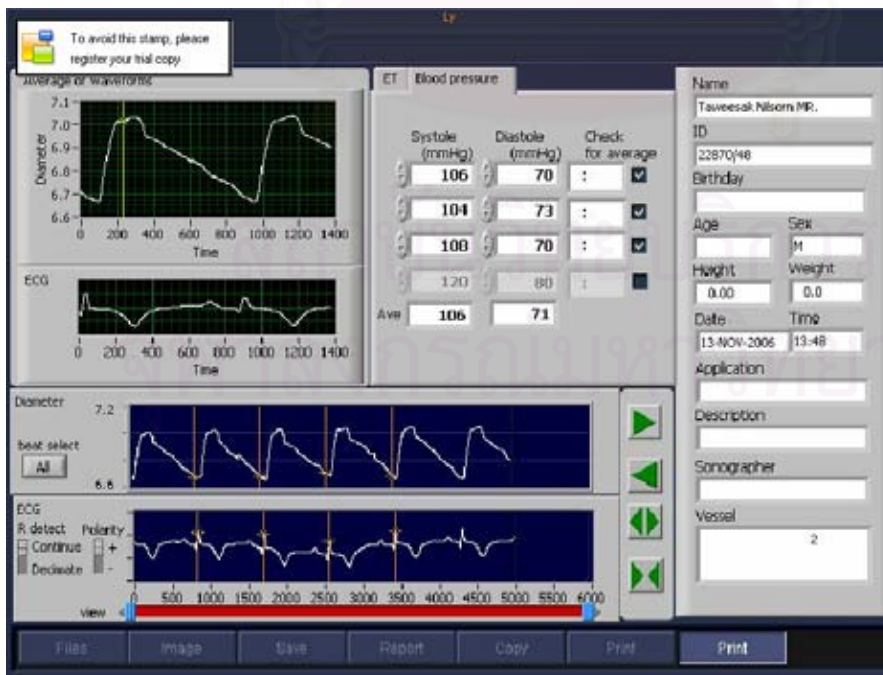 Ly
To avoid this stamp, please
register your trial copy
Average of waveforms
7.1
7.0
6.9
6.8
6.7
6.6
Diameter
0 200 400 600 800 1000 1200 1400
Time
ECG
0 200 400 600 800 1000 1200 1400
Time
ET Blood pressure
Systole Diastole Check
(mmHg) (mmHg) for average
106 70 :
104 73 :
108 70 :
120 80 :
Ave 106 71
Name
Taweesak Nilsorn MR.
ID
22870/48
Birthday
Age Sex
M
Height Weight
0.00 0.0
Date Time
13-NOV-2006 13:48
Application
Description
Sonographer
Vessel
2
Diameter
7.2
beat select
All
6.6
ECG
R detect Polarity
Continue +
Decimate -
0 500 1000 1500 2000 2500 3000 3500 4000 4500 5000 5500 6000
view
Files Image Save Report Copy Print Print